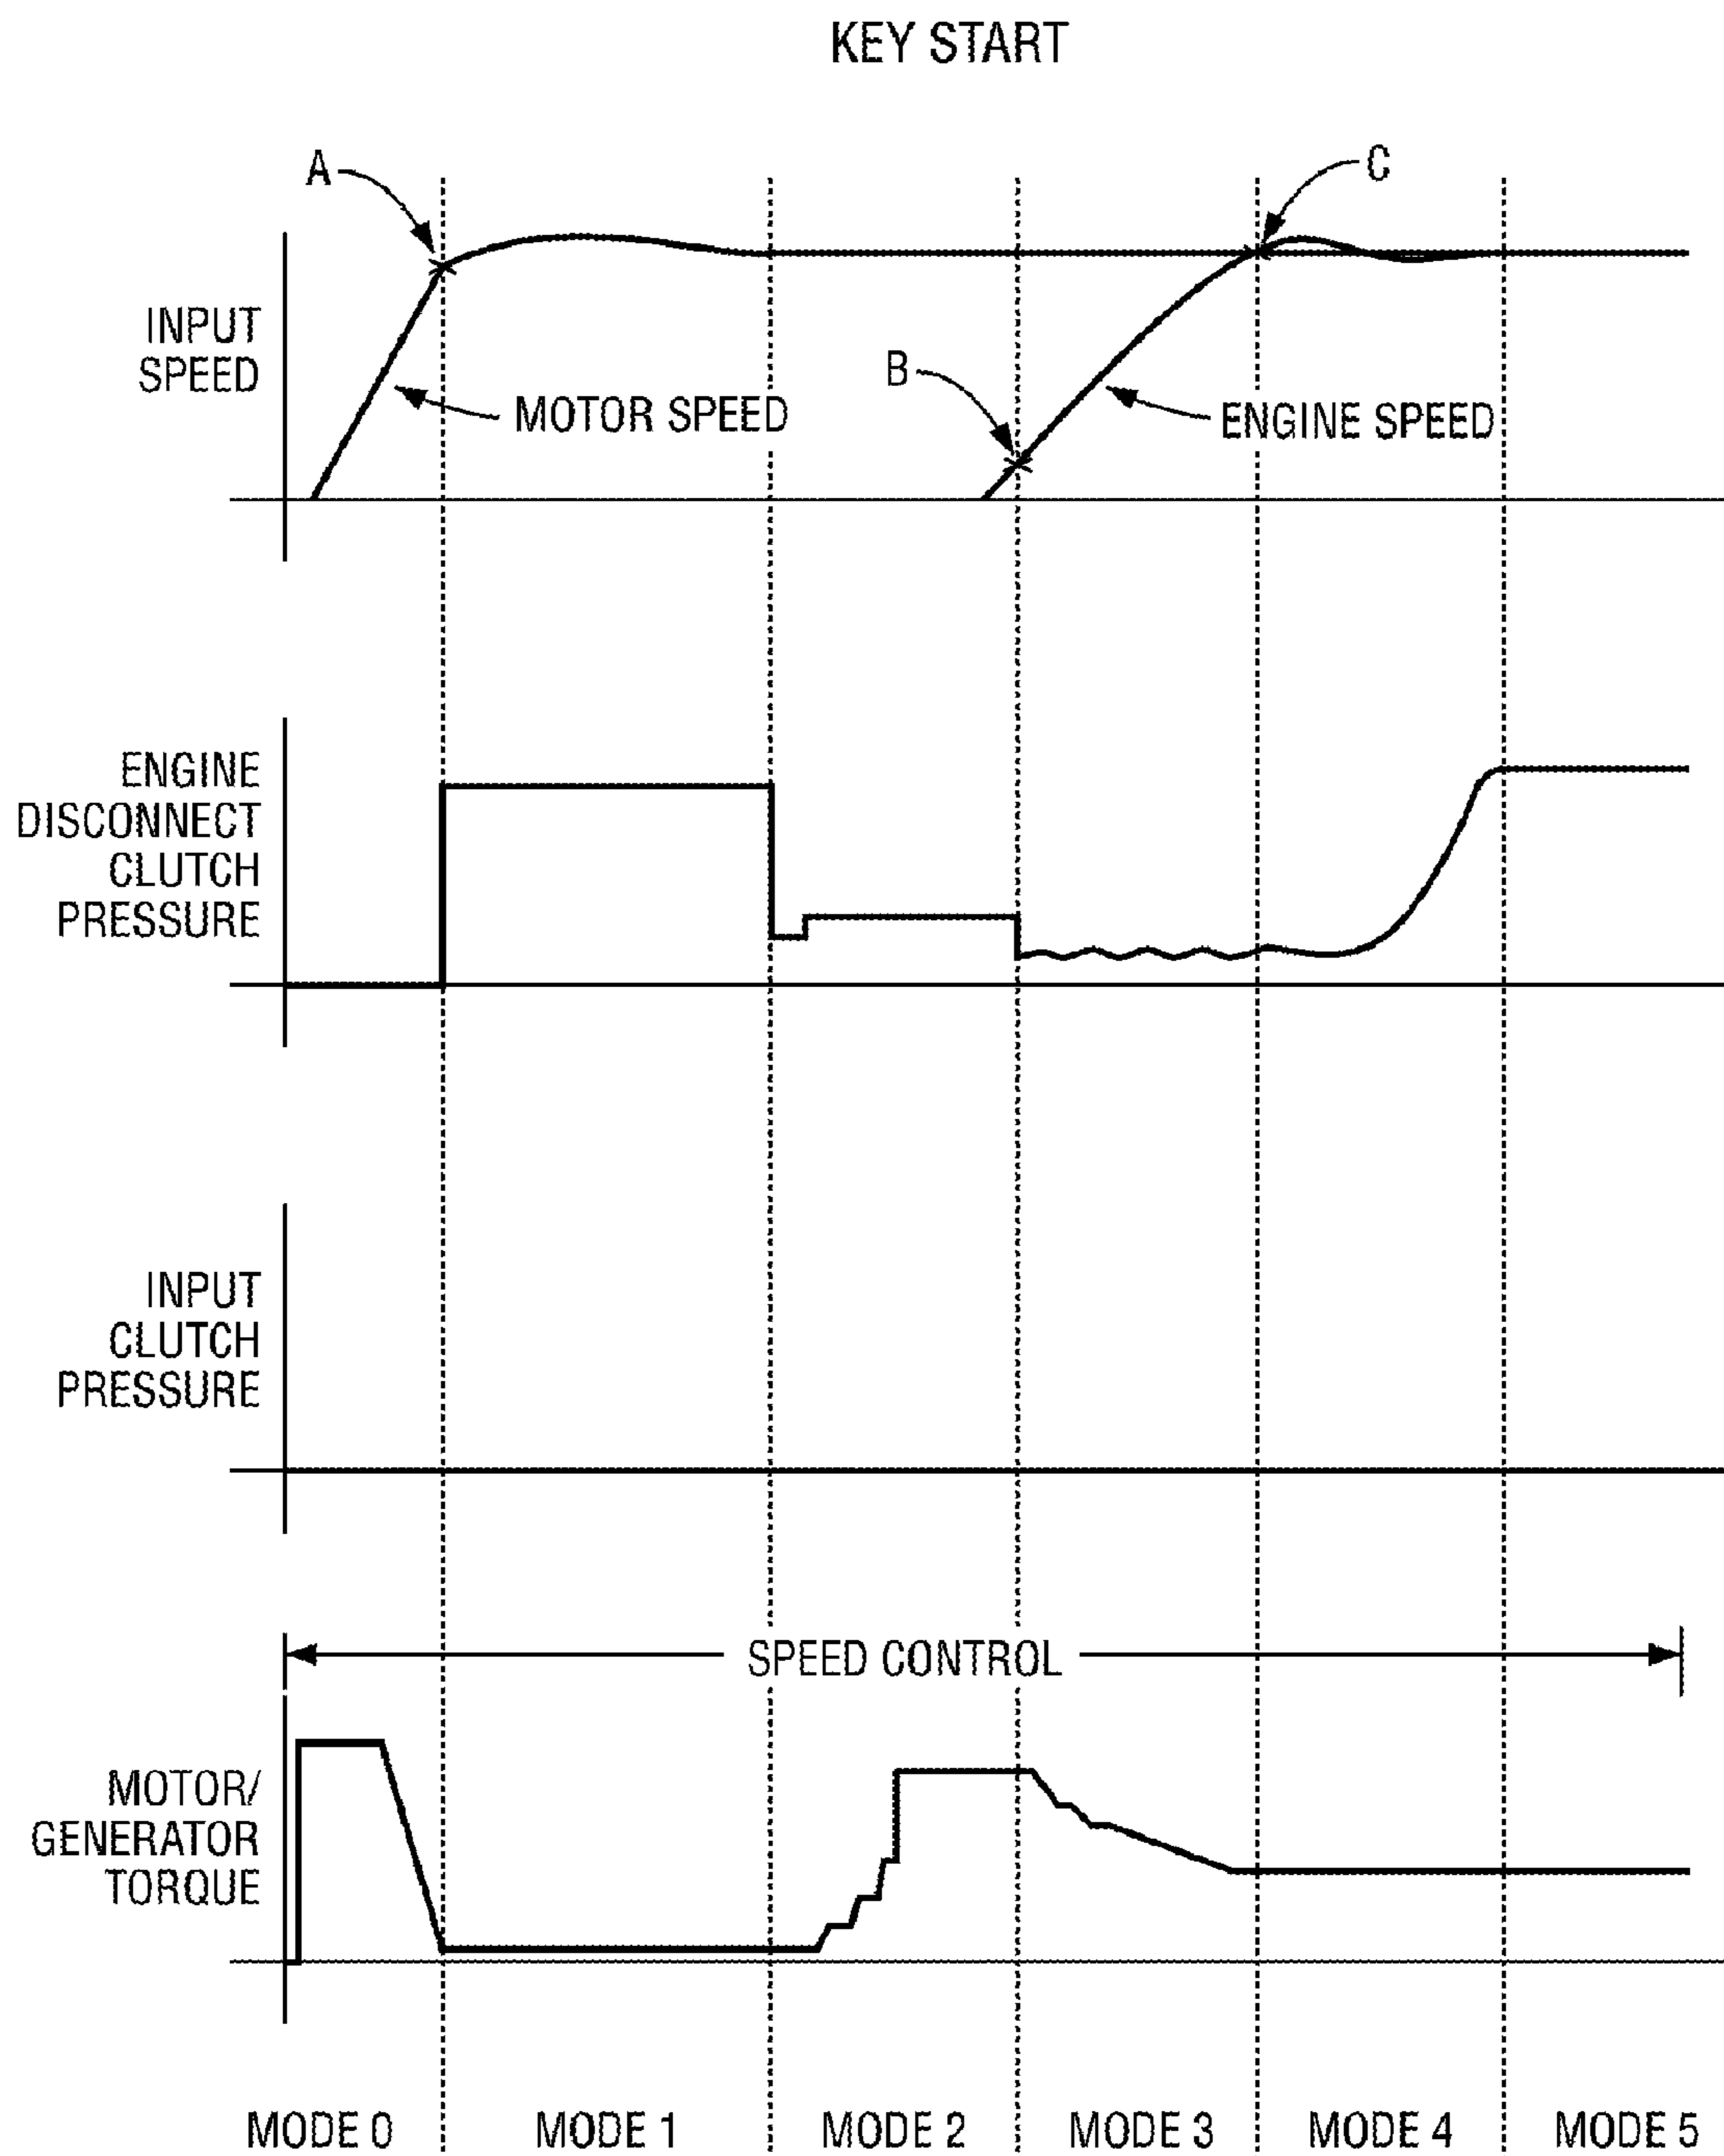 KEY START
A
C
INPUT
SPEED
MOTOR SPEED
B
ENGINE SPEED
ENGINE
DISCONNECT
CLUTCH
PRESSURE
INPUT
CLUTCH
PRESSURE
SPEED CONTROL
MOTOR/
GENERATOR
TORQUE
MODE 0 MODE 1 MODE 2 MODE 3 MODE 4 MODE 5